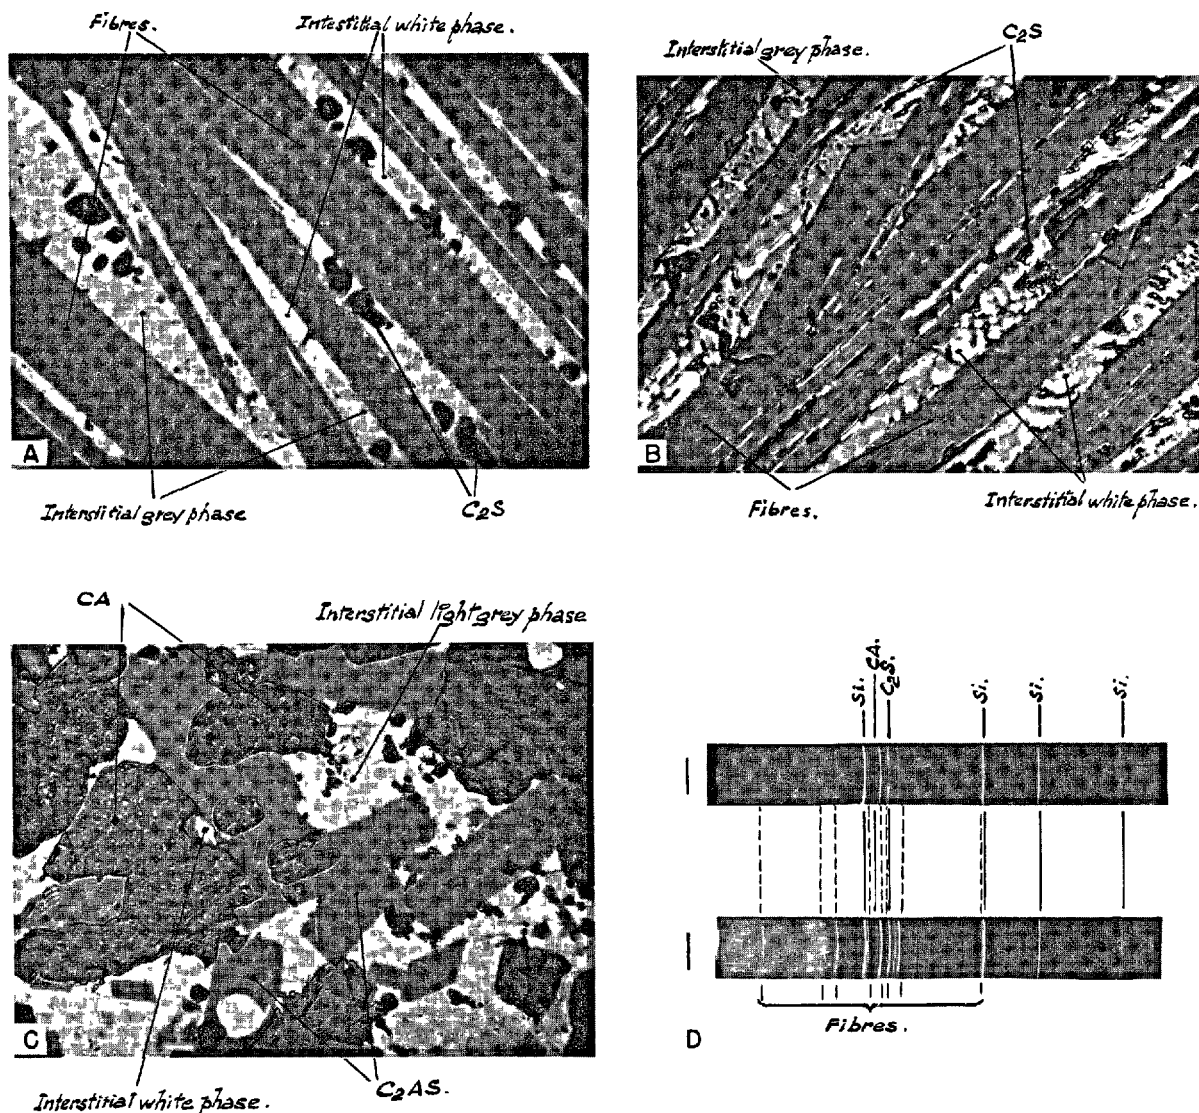 Fibres.
Intestitial white phase.
A
Interstitial grey phase
C₂S
Interstitial grey phase.
C₂S
B
Fibres.
Interstitial white phase.
CA
Interstitial light grey phase
C
Interstitial white phase.
C₂AS.
Si.
CA.
C₂S.
Si.
Si.
Si.
Fibres.
D